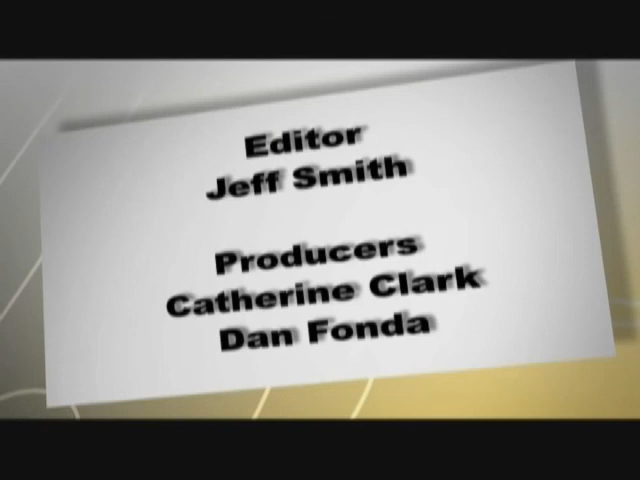 Editor
Jeff Smith
Producers
Catherine Clark
Dan Fonda